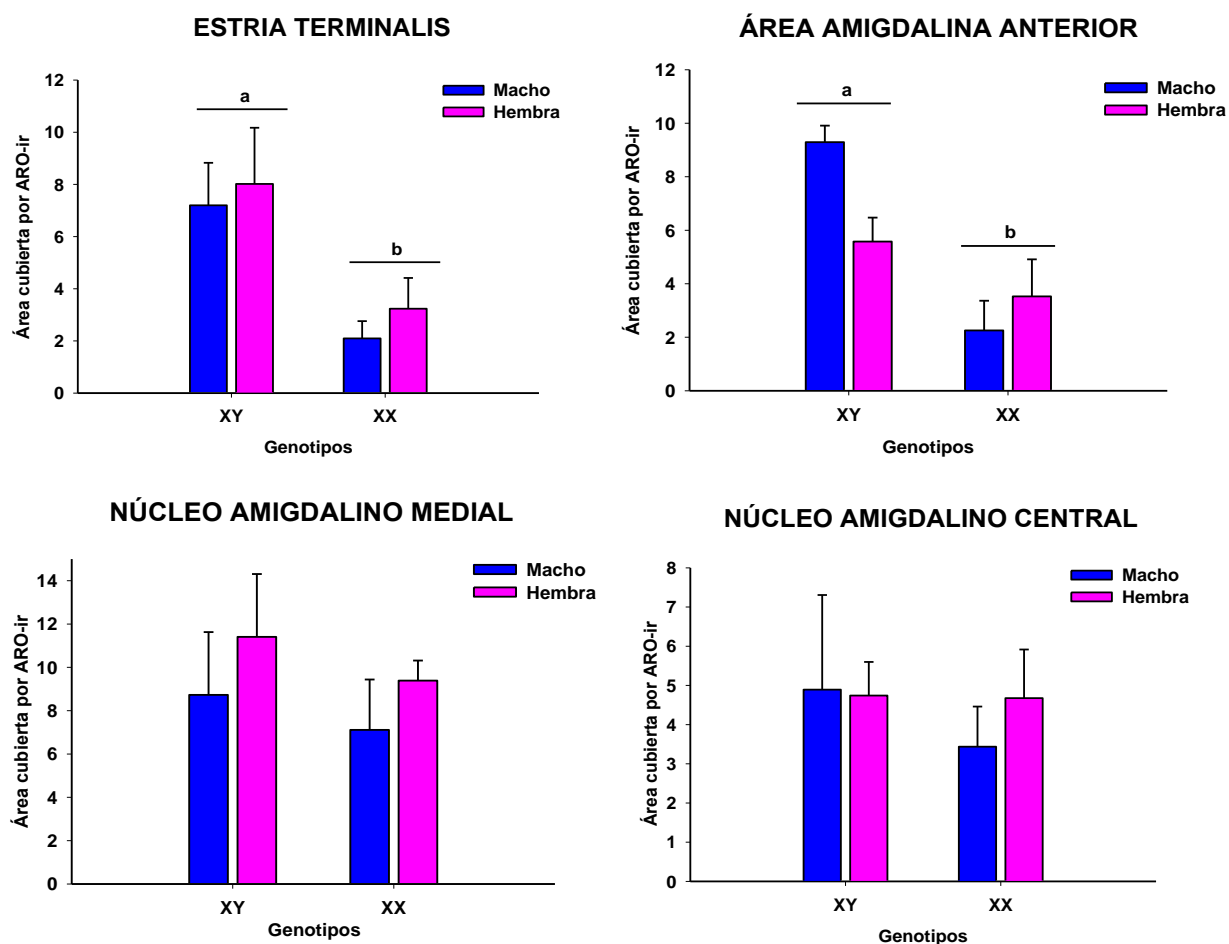 ESTRIA TERMINALIS
Área cubierta por ARO-ir
12
10
8
6
4
2
0
a
b
Macho
Hembra
XY
XX
Genotipos
ÁREA AMIGDALINA ANTERIOR
Área cubierta por ARO-ir
12
10
8
6
4
2
0
a
b
Macho
Hembra
XY
XX
Genotipos
NÚCLEO AMIGDALINO MEDIAL
Área cubierta por ARO-ir
14
12
10
8
6
4
2
0
Macho
Hembra
XY
XX
Genotipos
NÚCLEO AMIGDALINO CENTRAL
Área cubierta por ARO-ir
8
7
6
5
4
3
2
1
0
Macho
Hembra
XY
XX
Genotipos